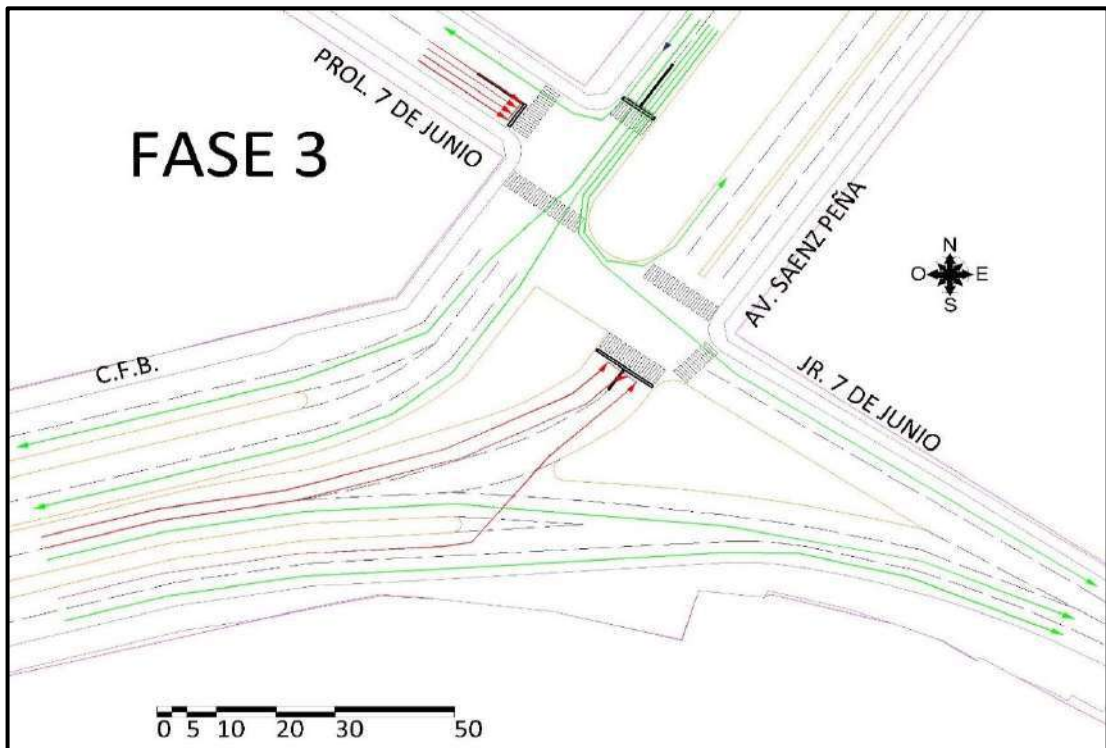 PROL. 7 DE JUNIO
FASE 3
AV. SAENZ PEÑA
N
O E
S
C.F.B.
JR. 7 DE JUNIO
0 5 10 20 30 50